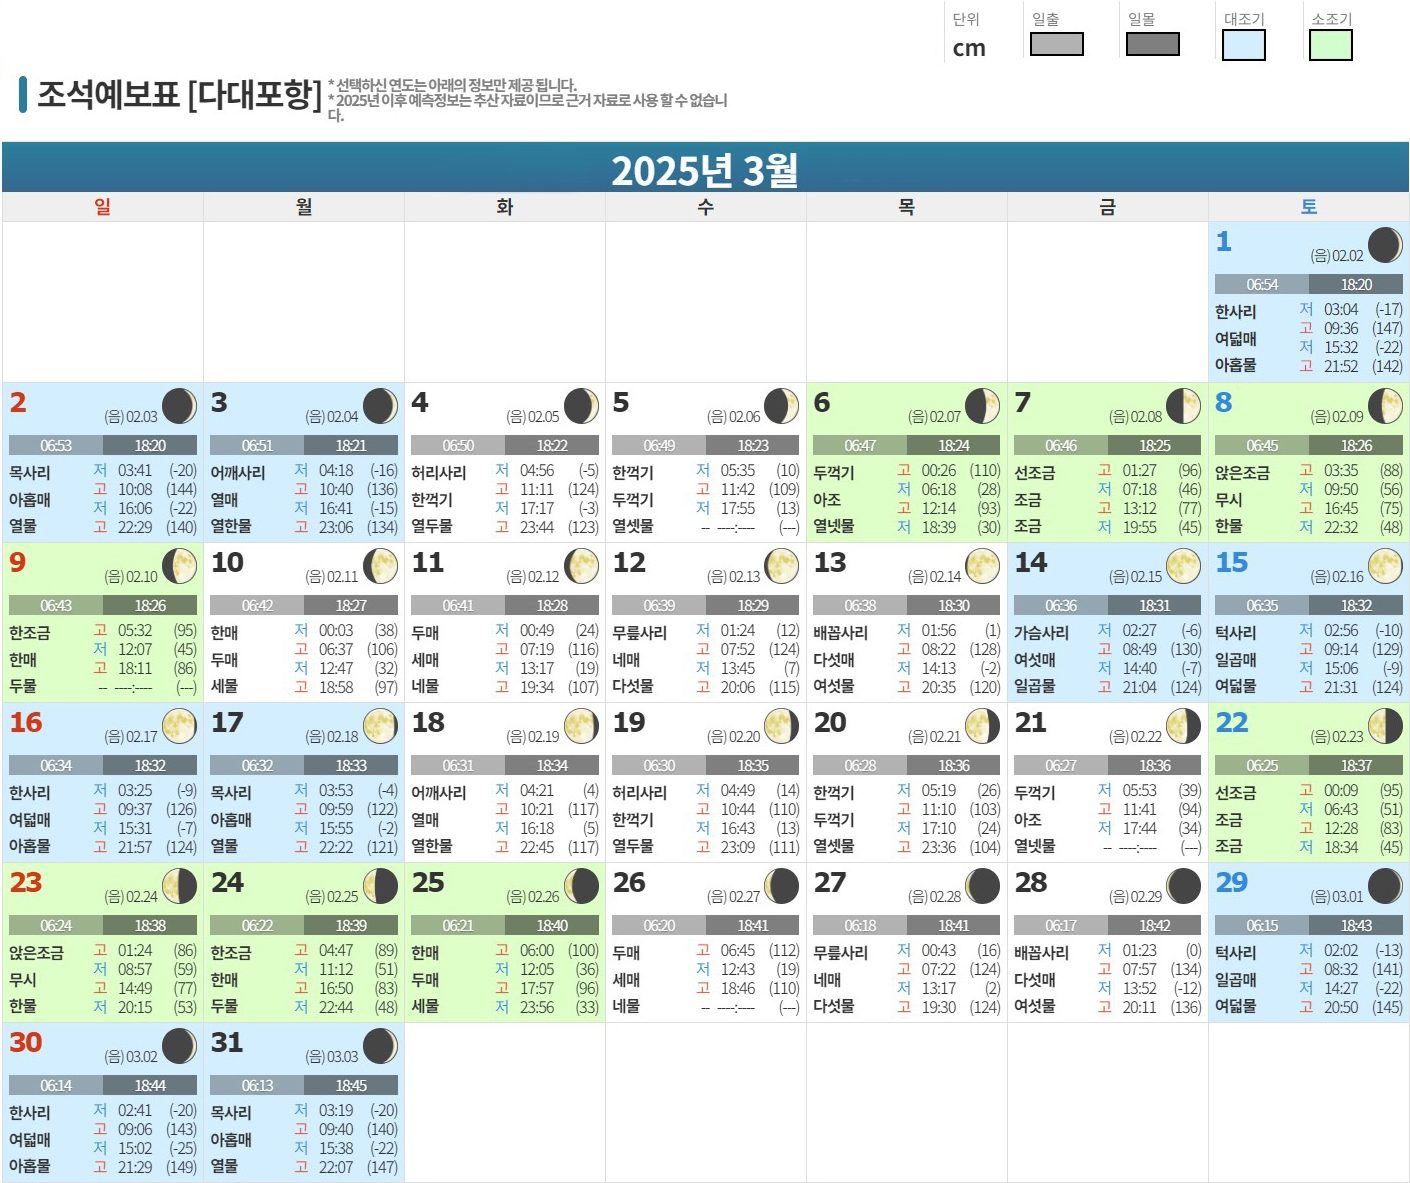 단위 일출 일몰 대조기 소조기
cm
조석예보표 [다대포항]
* 선택하신 연도는 아래의 정보만 제공 됩니다.
* 2025년 이후 예측정보는 추산 자료이므로 근거 자료로 사용 할 수 없습니
다.
2025년 3월
일 월 화 수 목 금 토
1 (음) 02.02
06:54 18:20
한사리 저 03:04 (-17)
고 09:36 (147)
여덟매 저 15:32 (-22)
아홉물 고 21:52 (142)
2 (음) 02.03
06:53 18:20
목사리 저 03:41 (-20)
고 10:08 (144)
아홉매 저 16:06 (-22)
열물 고 22:29 (140)
3 (음) 02.04
06:51 18:21
어깨사리 저 04:18 (-16)
고 10:40 (136)
열매 저 16:41 (-15)
열한물 고 23:06 (134)
4 (음) 02.05
06:50 18:22
허리사리 저 04:56 (-5)
고 11:11 (124)
한꺽기 저 17:17 (-3)
열두물 고 23:44 (123)
5 (음) 02.06
06:49 18:23
한꺽기 저 05:35 (10)
고 11:42 (109)
두꺽기 저 17:55 (13)
열셋물 -- ----:---- (---)
6 (음) 02.07
06:47 18:24
두꺽기 고 00:26 (110)
저 06:18 (28)
아조 고 12:14 (93)
열넷물 저 18:39 (30)
7 (음) 02.08
06:46 18:25
선조금 고 01:27 (96)
저 07:18 (46)
조금 고 13:12 (77)
조금 저 19:55 (45)
8 (음) 02.09
06:45 18:26
앉은조금 고 03:35 (88)
저 09:50 (56)
무시 고 16:45 (75)
한물 저 22:32 (48)
9 (음) 02.10
06:43 18:26
한조금 고 05:32 (95)
저 12:07 (45)
한매 고 18:11 (86)
두물 -- ----:---- (---)
10 (음) 02.11
06:42 18:27
한매 저 00:03 (38)
고 06:37 (106)
두매 저 12:47 (32)
세물 고 18:58 (97)
11 (음) 02.12
06:41 18:28
두매 저 00:49 (24)
고 07:19 (116)
세매 저 13:17 (19)
네물 고 19:34 (107)
12 (음) 02.13
06:39 18:29
무릎사리 저 01:24 (12)
고 07:52 (124)
네매 저 13:45 (7)
다섯물 고 20:06 (115)
13 (음) 02.14
06:38 18:30
배꼽사리 저 01:56 (1)
고 08:22 (128)
다섯매 저 14:13 (-2)
여섯물 고 20:35 (120)
14 (음) 02.15
06:36 18:31
가슴사리 저 02:27 (-6)
고 08:49 (130)
여섯매 저 14:40 (-7)
일곱물 고 21:04 (124)
15 (음) 02.16
06:35 18:32
턱사리 저 02:56 (-10)
고 09:14 (129)
일곱매 저 15:06 (-9)
여덟물 고 21:31 (124)
16 (음) 02.17
06:34 18:32
한사리 저 03:25 (-9)
고 09:37 (126)
여덟매 저 15:31 (-7)
아홉물 고 21:57 (124)
17 (음) 02.18
06:32 18:33
목사리 저 03:53 (-4)
고 09:59 (122)
아홉매 저 15:55 (-2)
열물 고 22:22 (121)
18 (음) 02.19
06:31 18:34
어깨사리 저 04:21 (4)
고 10:21 (117)
열매 저 16:18 (5)
열한물 고 22:45 (117)
19 (음) 02.20
06:30 18:35
허리사리 저 04:49 (14)
고 10:44 (110)
한꺽기 저 16:43 (13)
열두물 고 23:09 (111)
20 (음) 02.21
06:28 18:36
한꺽기 저 05:19 (26)
고 11:10 (103)
두꺽기 저 17:10 (24)
열셋물 고 23:36 (104)
21 (음) 02.22
06:27 18:36
두꺽기 저 05:53 (39)
고 11:41 (94)
아조 저 17:44 (34)
열넷물 -- ----:---- (---)
22 (음) 02.23
06:25 18:37
선조금 고 00:09 (95)
저 06:43 (51)
조금 고 12:28 (83)
조금 저 18:34 (45)
23 (음) 02.24
06:24 18:38
앉은조금 고 01:24 (86)
저 08:57 (59)
무시 고 14:49 (77)
한물 저 20:15 (53)
24 (음) 02.25
06:22 18:39
한조금 고 04:47 (89)
저 11:12 (51)
한매 고 16:50 (83)
두물 저 22:44 (48)
25 (음) 02.26
06:21 18:40
한매 고 06:00 (100)
저 12:05 (36)
두매 고 17:57 (96)
세물 저 23:56 (33)
26 (음) 02.27
06:20 18:41
두매 고 06:45 (112)
저 12:43 (19)
세매 고 18:46 (110)
네물 -- ----:---- (---)
27 (음) 02.28
06:18 18:41
무릎사리 저 00:43 (16)
고 07:22 (124)
네매 저 13:17 (2)
다섯물 고 19:30 (124)
28 (음) 02.29
06:17 18:42
배꼽사리 저 01:23 (0)
고 07:57 (134)
다섯매 저 13:52 (-12)
여섯물 고 20:11 (136)
29 (음) 03.01
06:15 18:43
턱사리 저 02:02 (-13)
고 08:32 (141)
일곱매 저 14:27 (-22)
여덟물 고 20:50 (145)
30 (음) 03.02
06:14 18:44
한사리 저 02:41 (-20)
고 09:06 (143)
여덟매 저 15:02 (-25)
아홉물 고 21:29 (149)
31 (음) 03.03
06:13 18:45
목사리 저 03:19 (-20)
고 09:40 (140)
아홉매 저 15:38 (-22)
열물 고 22:07 (147)